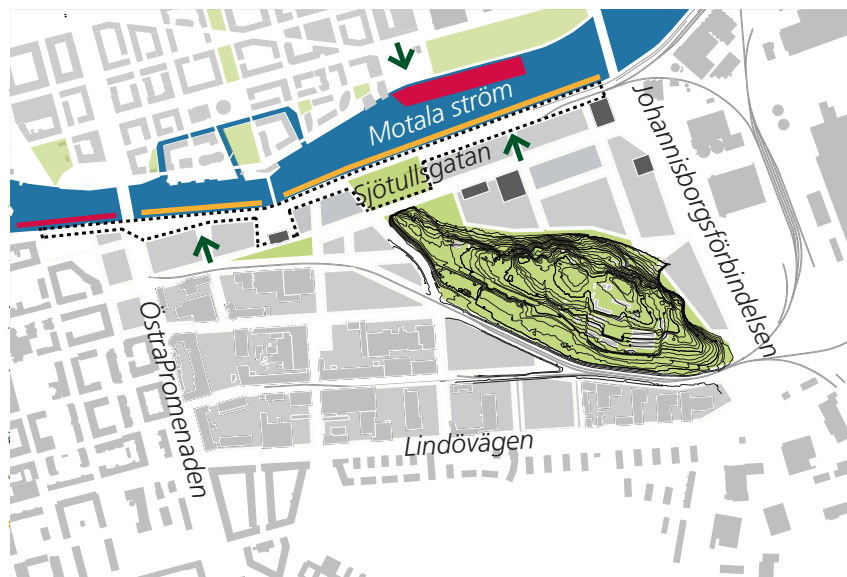 Motala ström
Sjötullsgatan
Johannisborgsförbindelsen
ÖstraPromenaden
Lindövägen